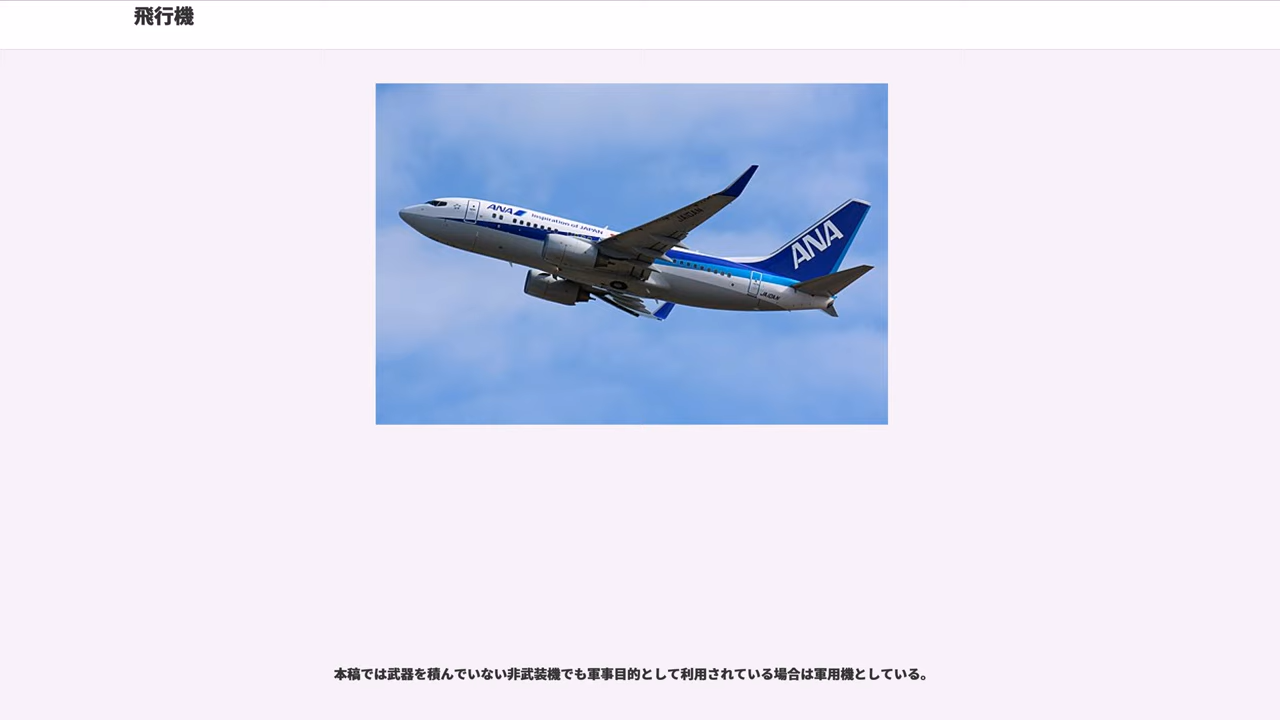 飛行機
ANA Inspiration of JAPAN
ANA
本稿では武器を積んでいない非武装機でも軍事目的として利用されている場合は軍用機としている。